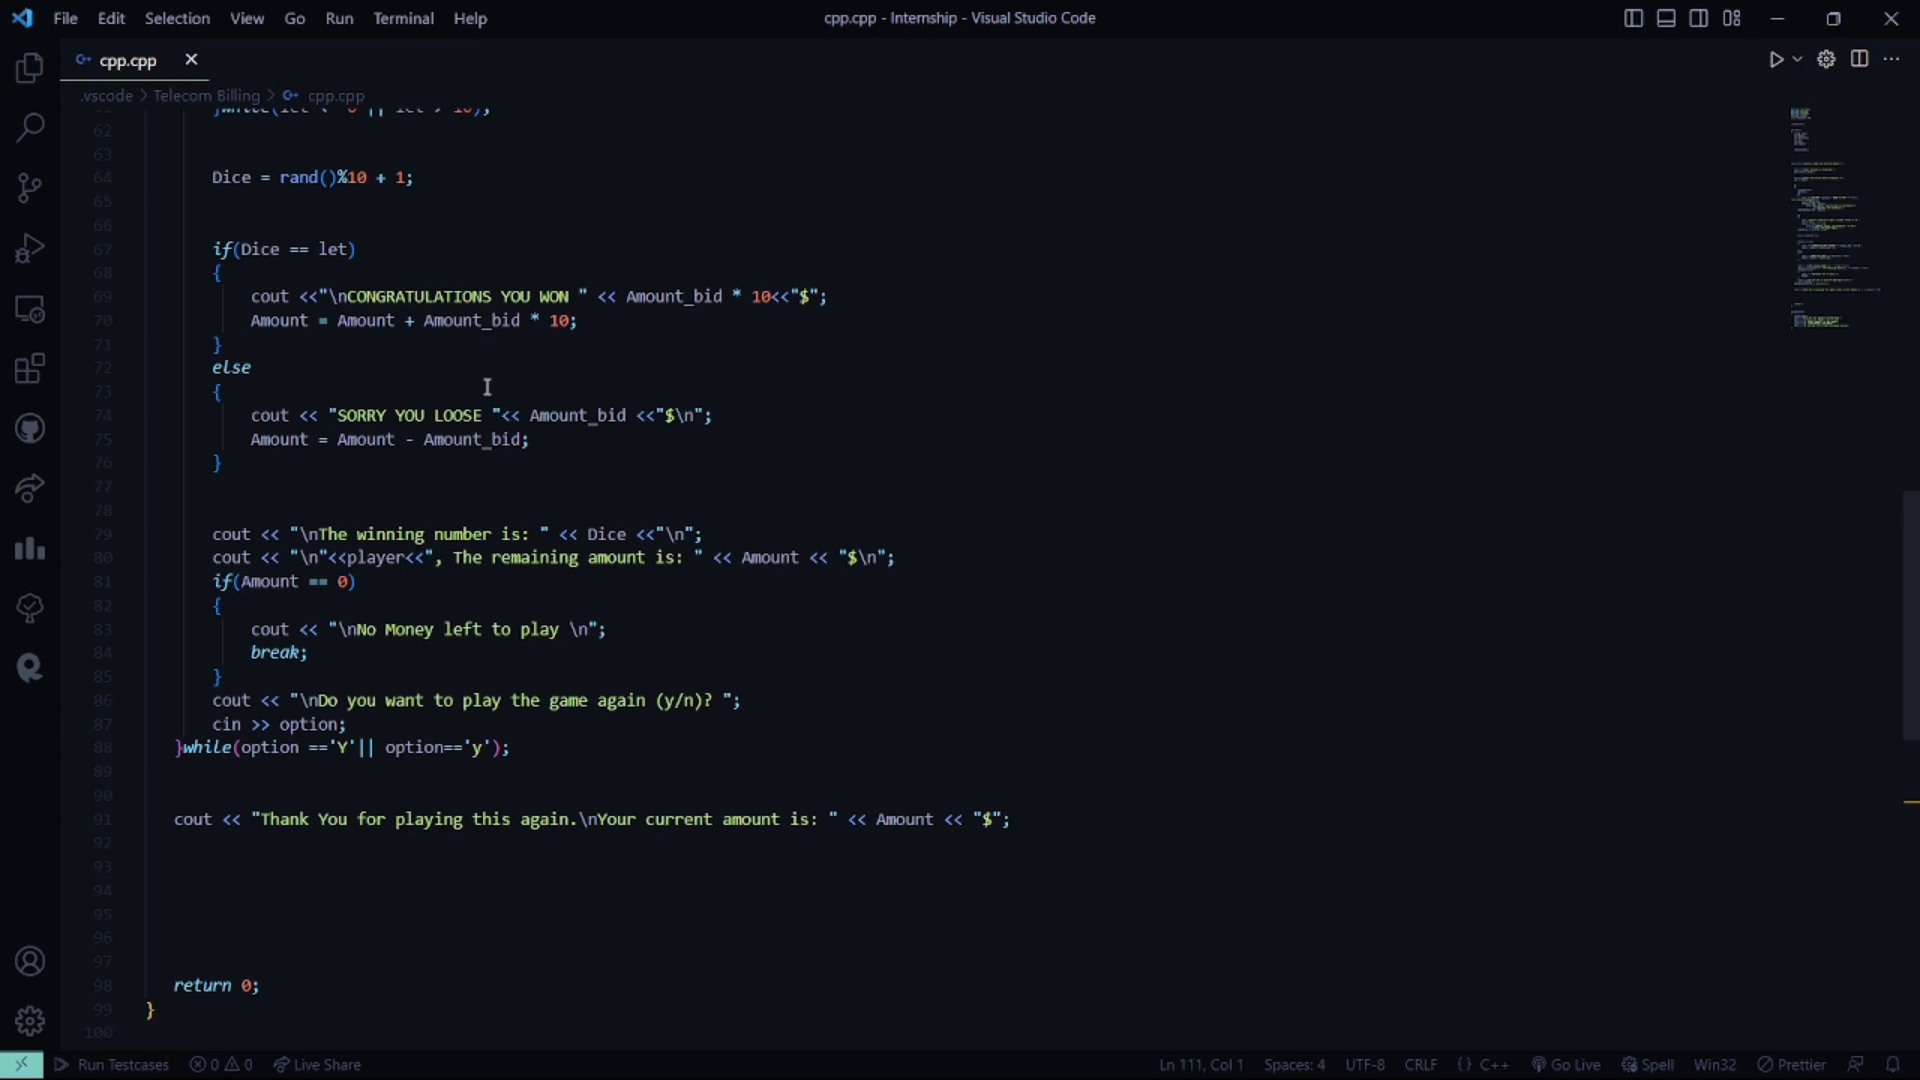 File Edit Selection View Go Run Terminal Help
cpp.cpp - Internship - Visual Studio Code
cpp.cpp
.vscode > Telecom Billing > cpp.cpp
62
63
64 Dice = rand()%10 + 1;
65
66
67 if(Dice == let)
68 {
69 cout <<"\nCONGRATULATIONS YOU WON " << Amount_bid * 10<<"$";
70 Amount = Amount + Amount_bid * 10;
71 }
72 else
73 {
74 cout << "SORRY YOU LOOSE "<< Amount_bid <<"$\n";
75 Amount = Amount - Amount_bid;
76 }
77
78
79 cout << "\nThe winning number is: " << Dice <<"\n";
80 cout << "\n"<<player<<", The remaining amount is: " << Amount << "$\n";
81 if(Amount == 0)
82 {
83 cout << "\nNo Money left to play \n";
84 break;
85 }
86 cout << "\nDo you want to play the game again (y/n)? ";
87 cin >> option;
88 }while(option =='Y'|| option=='y');
89
90
91 cout << "Thank You for playing this again.\nYour current amount is: " << Amount << "$";
92
93
94
95
96
97
98 return 0;
99 }
100
Run Testcases 0 0 Live Share Ln 111, Col 1 Spaces: 4 UTF-8 CRLF {} C++ Go Live Spell Win32 Prettier